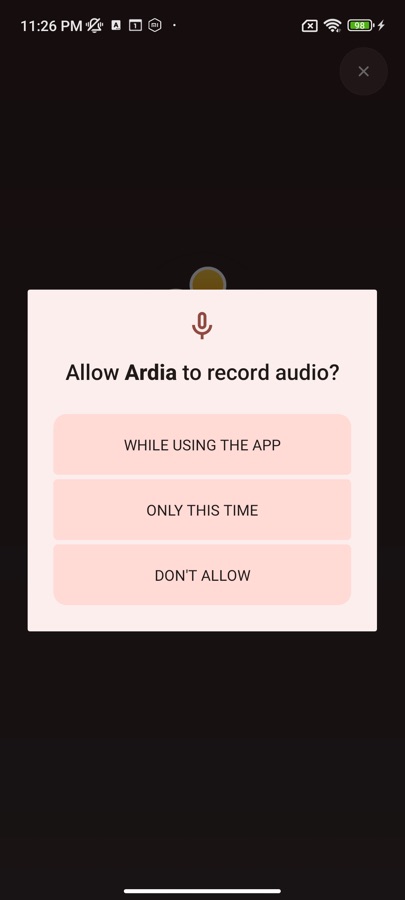 11:26 PM
98
Allow Ardia to record audio?
WHILE USING THE APP
ONLY THIS TIME
DON'T ALLOW